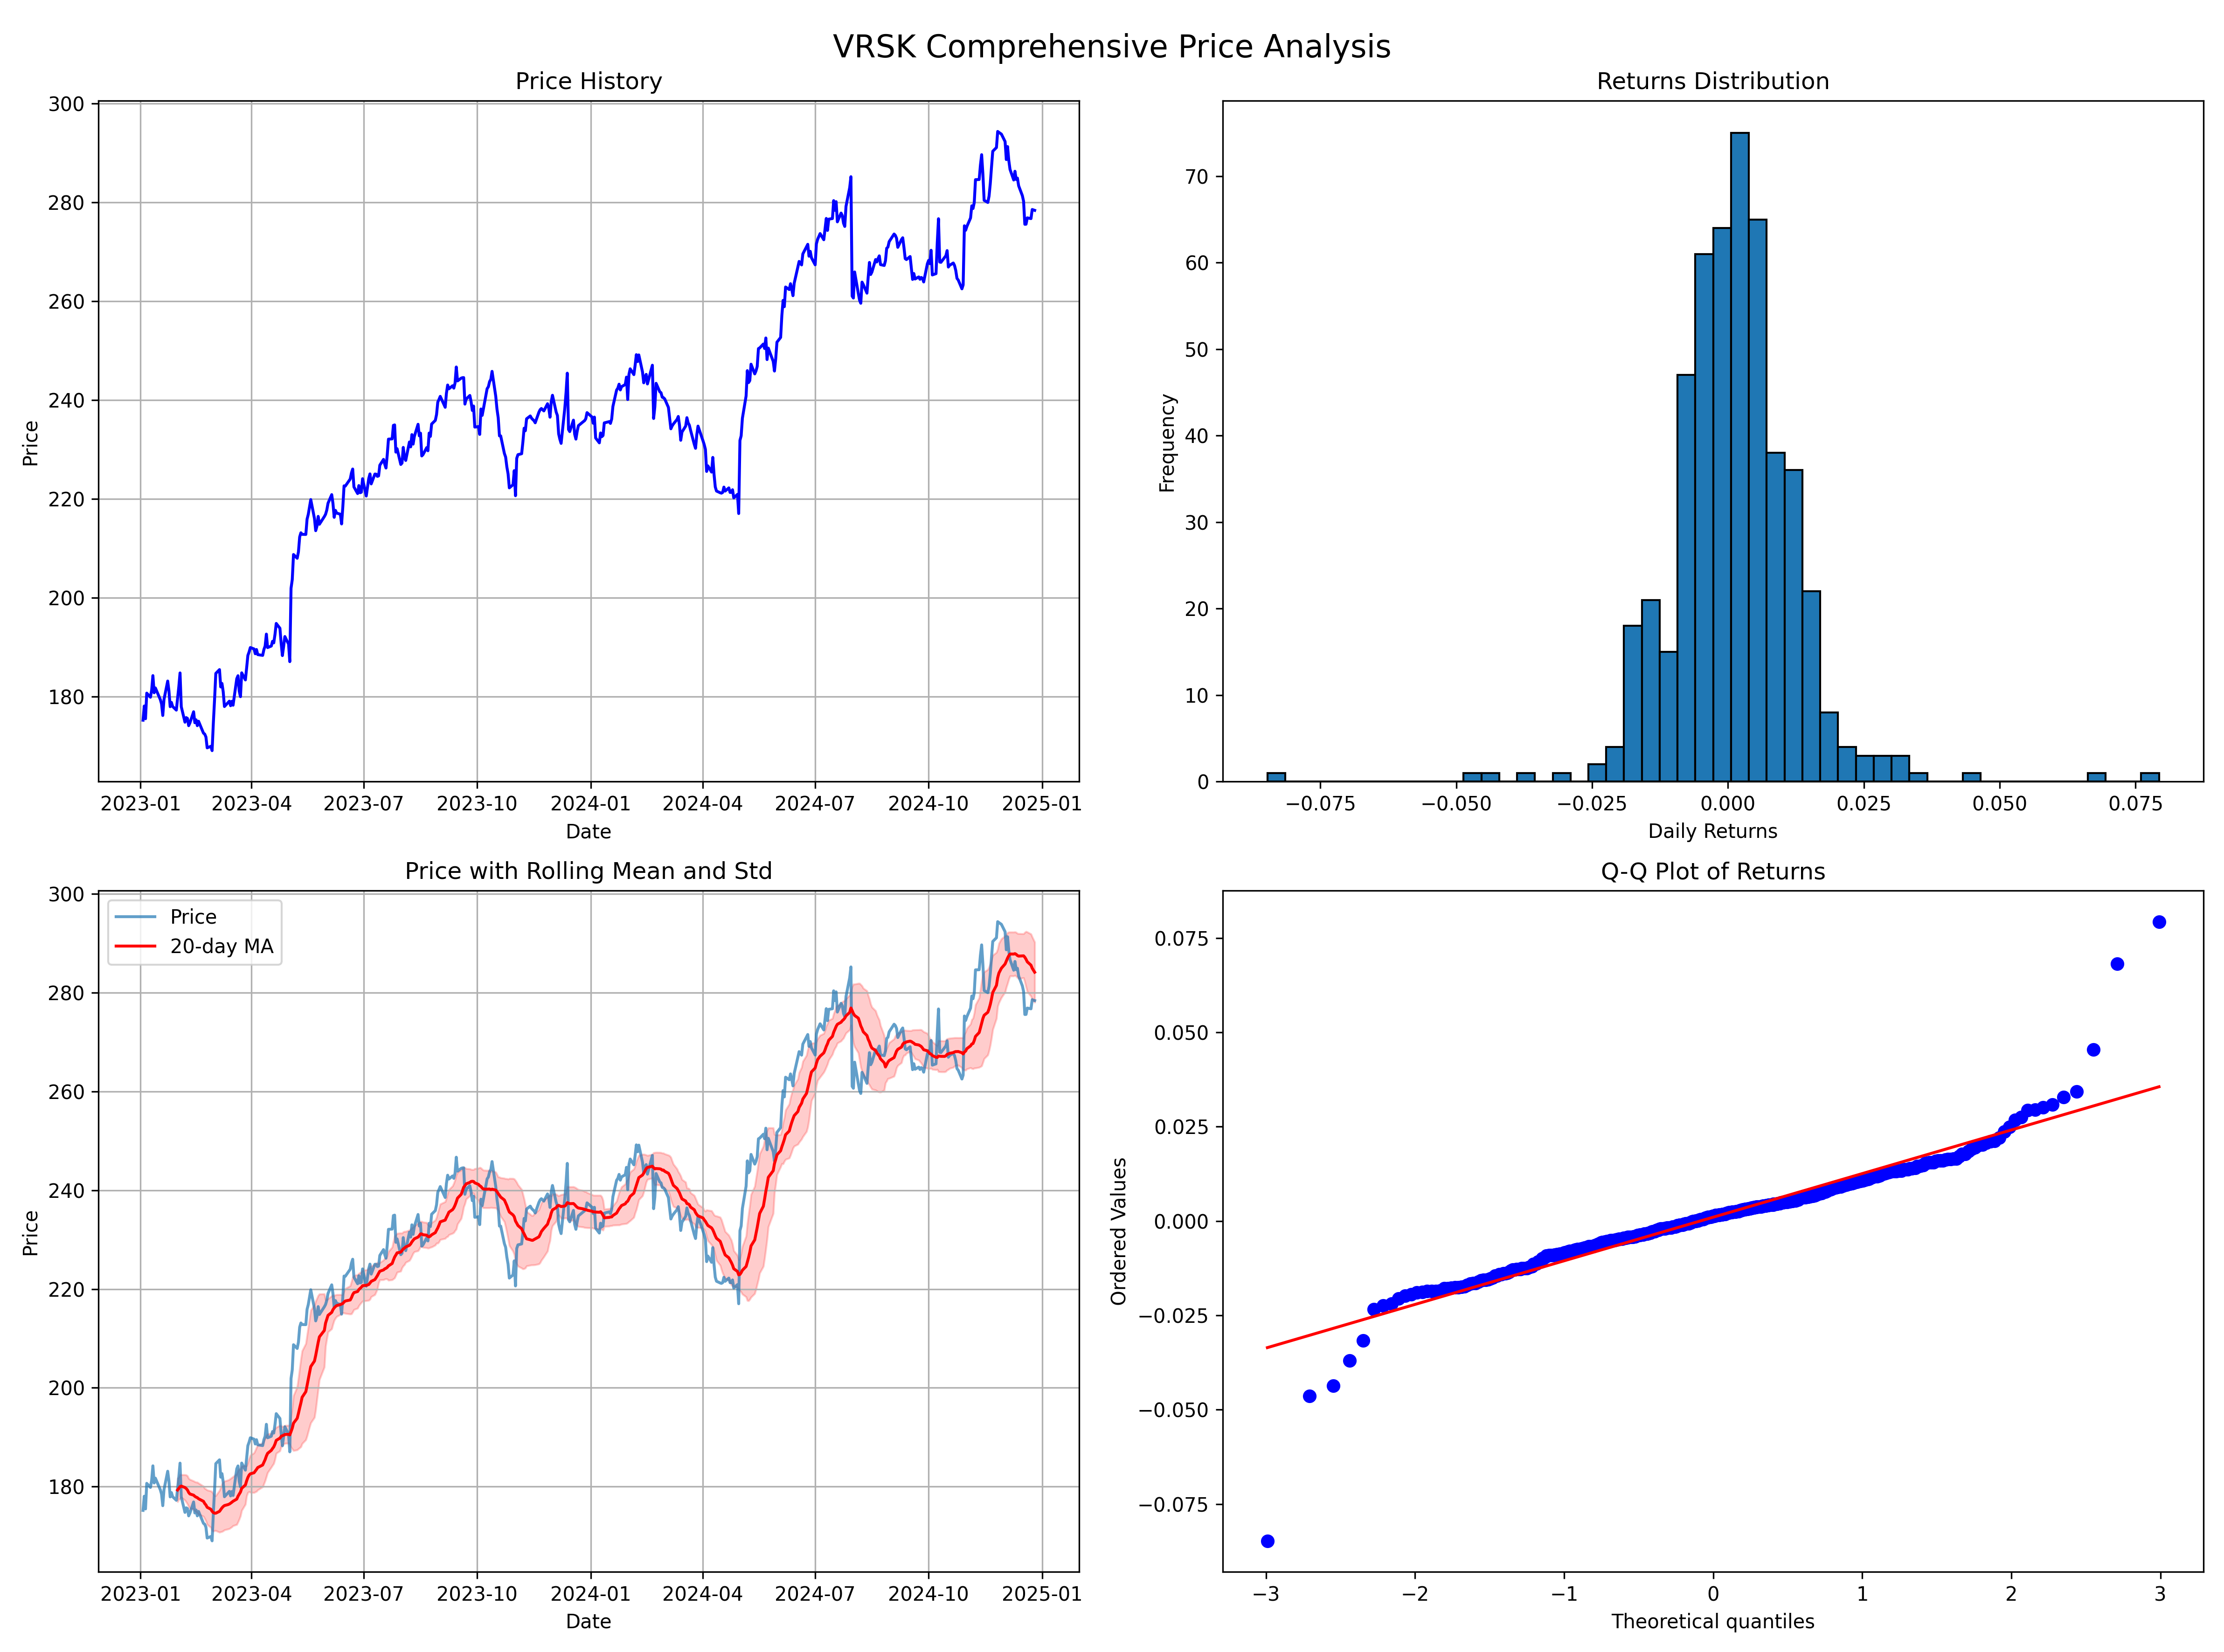 VRSK Comprehensive Price Analysis
Price History
300
280
260
240
220
200
180
Price
2023-01 2023-04 2023-07 2023-10 2024-01 2024-04 2024-07 2024-10 2025-01
Date
Returns Distribution
70
60
50
40
30
20
10
0
Frequency
−0.075 −0.050 −0.025 0.000 0.025 0.050 0.075
Daily Returns
Price with Rolling Mean and Std
Price
20-day MA
300
280
260
240
220
200
180
Price
2023-01 2023-04 2023-07 2023-10 2024-01 2024-04 2024-07 2024-10 2025-01
Date
Q-Q Plot of Returns
0.075
0.050
0.025
0.000
−0.025
−0.050
−0.075
Ordered Values
−3 −2 −1 0 1 2 3
Theoretical quantiles